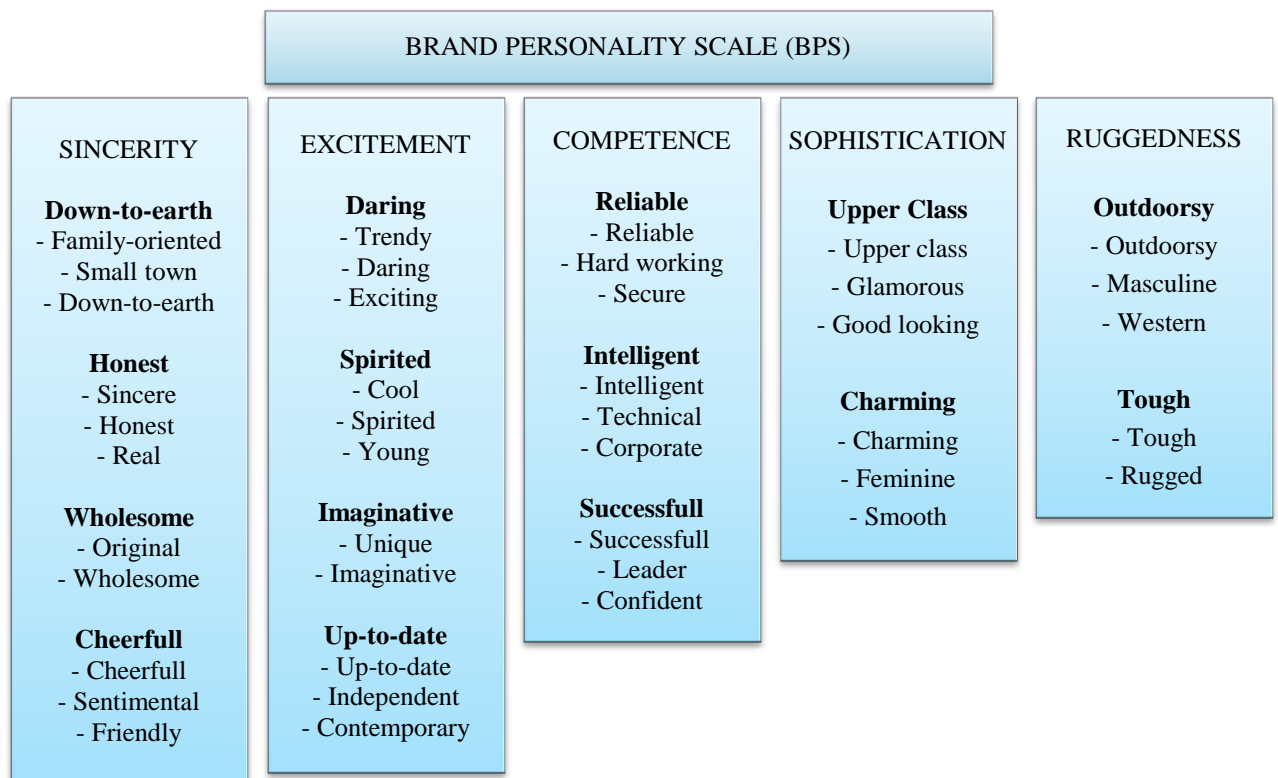 BRAND PERSONALITY SCALE (BPS)
SINCERITY
Down-to-earth
- Family-oriented
- Small town
- Down-to-earth
Honest
- Sincere
- Honest
- Real
Wholesome
- Original
- Wholesome
Cheerfull
- Cheerfull
- Sentimental
- Friendly
EXCITEMENT
Daring
- Trendy
- Daring
- Exciting
Spirited
- Cool
- Spirited
- Young
Imaginative
- Unique
- Imaginative
Up-to-date
- Up-to-date
- Independent
- Contemporary
COMPETENCE
Reliable
- Reliable
- Hard working
- Secure
Intelligent
- Intelligent
- Technical
- Corporate
Successfull
- Successfull
- Leader
- Confident
SOPHISTICATION
Upper Class
- Upper class
- Glamorous
- Good looking
Charming
- Charming
- Feminine
- Smooth
RUGGEDNESS
Outdoorsy
- Outdoorsy
- Masculine
- Western
Tough
- Tough
- Rugged